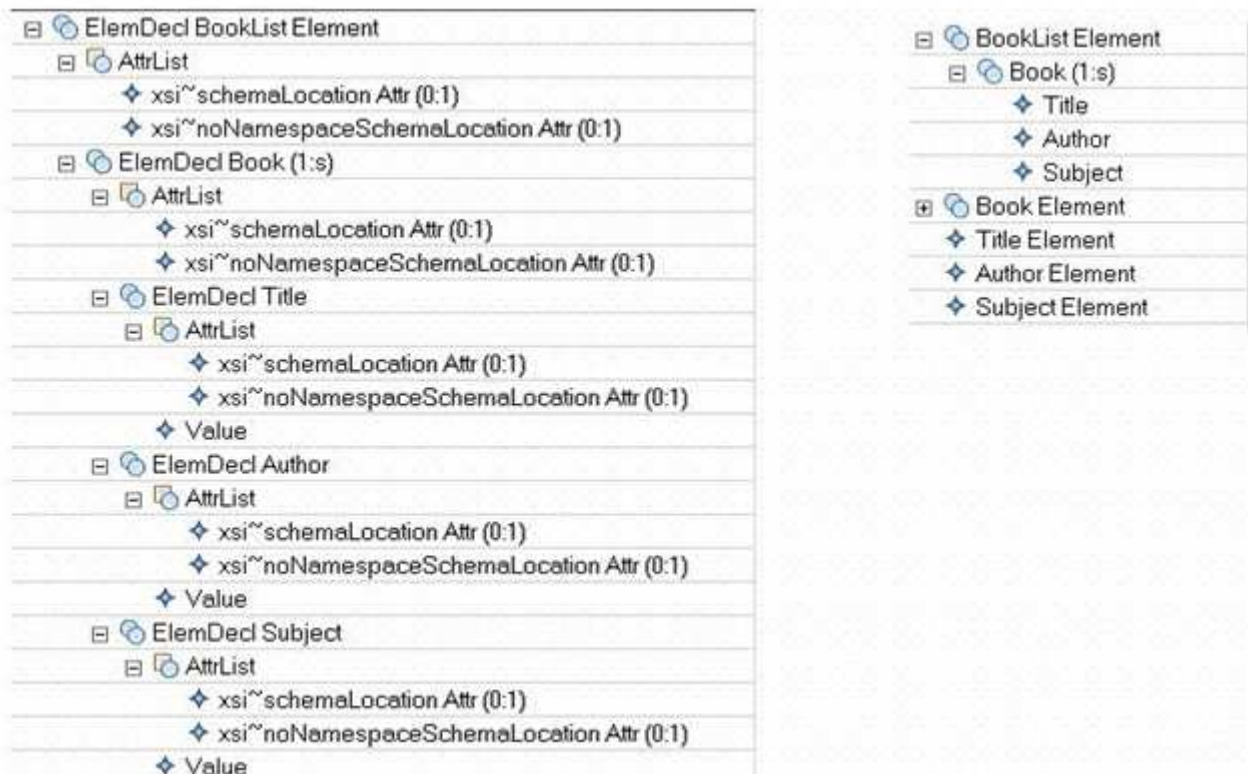 ElemDecl BookList Element
AttrList
xsi~schemaLocation Attr (0:1)
xsi~noNamespaceSchemaLocation Attr (0:1)
ElemDecl Book (1:s)
AttrList
xsi~schemaLocation Attr (0:1)
xsi~noNamespaceSchemaLocation Attr (0:1)
ElemDecl Title
AttrList
xsi~schemaLocation Attr (0:1)
xsi~noNamespaceSchemaLocation Attr (0:1)
Value
ElemDecl Author
AttrList
xsi~schemaLocation Attr (0:1)
xsi~noNamespaceSchemaLocation Attr (0:1)
Value
ElemDecl Subject
AttrList
xsi~schemaLocation Attr (0:1)
xsi~noNamespaceSchemaLocation Attr (0:1)
Value
BookList Element
Book (1:s)
Title
Author
Subject
Book Element
Title Element
Author Element
Subject Element